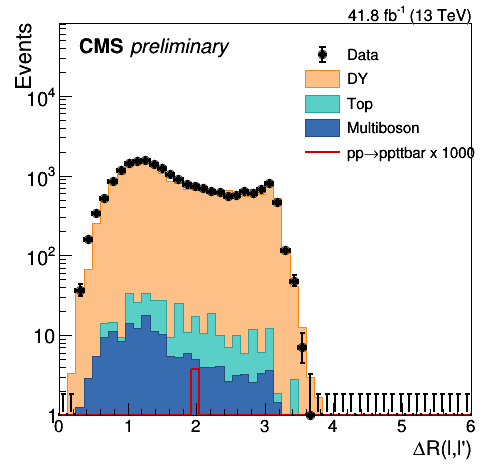 41.8 fb⁻¹ (13 TeV)
Events
CMS preliminary
Data
DY
Top
Multiboson
pp→ppttbar x 1000
10⁴
10³
10²
10
1
0 1 2 3 4 5 6
ΔR(l,l')